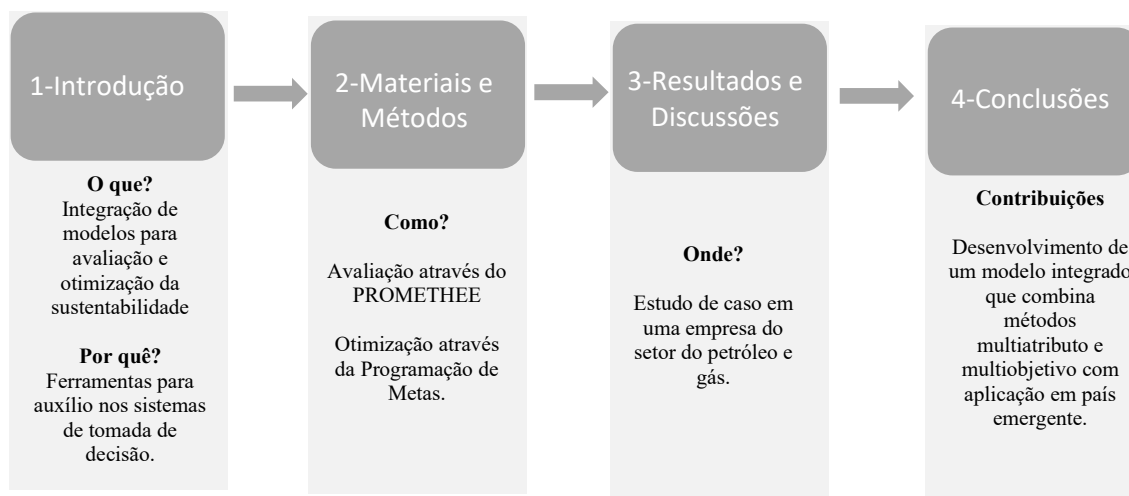 1-Introdução
O que?
Integração de
modelos para
avaliação e
otimização da
sustentabilidade
Por quê?
Ferramentas para
auxílio nos sistemas
de tomada de
decisão.
2-Materiais e
Métodos
Como?
Avaliação através do
PROMETHEE
Otimização através
da Programação de
Metas.
3-Resultados e
Discussões
Onde?
Estudo de caso em
uma empresa do
setor do petróleo e
gás.
4-Conclusões
Contribuições
Desenvolvimento de
um modelo integrado
que combina
métodos
multiatributo e
multiobjetivo com
aplicação em país
emergente.